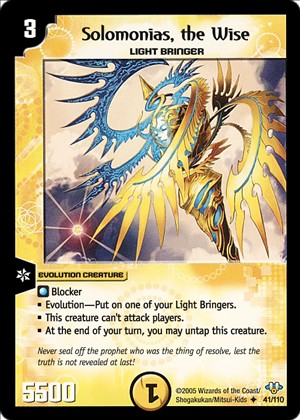 3
Solomonias, the Wise
LIGHT BRINGER
EVOLUTION CREATURE
Blocker
■ Evolution—Put on one of your Light Bringers.
■ This creature can't attack players.
■ At the end of your turn, you may untap this creature.
Never seal off the prophet who was the thing of resolve, lest the
truth is not revealed at last!
5500
1
©2005 Wizards of the Coast/
Shogakukan/Mitsui-Kids ♦ 41/110